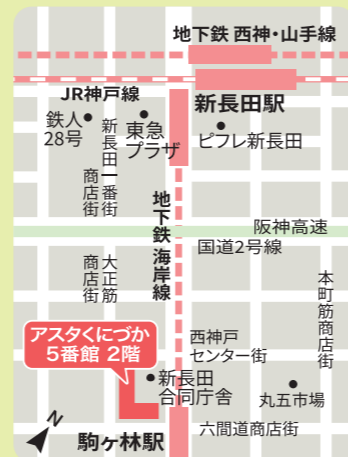 地下鉄 西神・山手線
JR神戸線
新長田駅
鉄人
28号
新長田一番街
商店街
東急
プラザ
ピフレ新長田
地下鉄 海岸線
阪神高速
国道2号線
大正筋
商店街
本町筋商店街
アスタくにづか
5番館 2階
西神戸
センター街
新長田
合同庁舎
丸五市場
六間道商店街
駒ヶ林駅
N